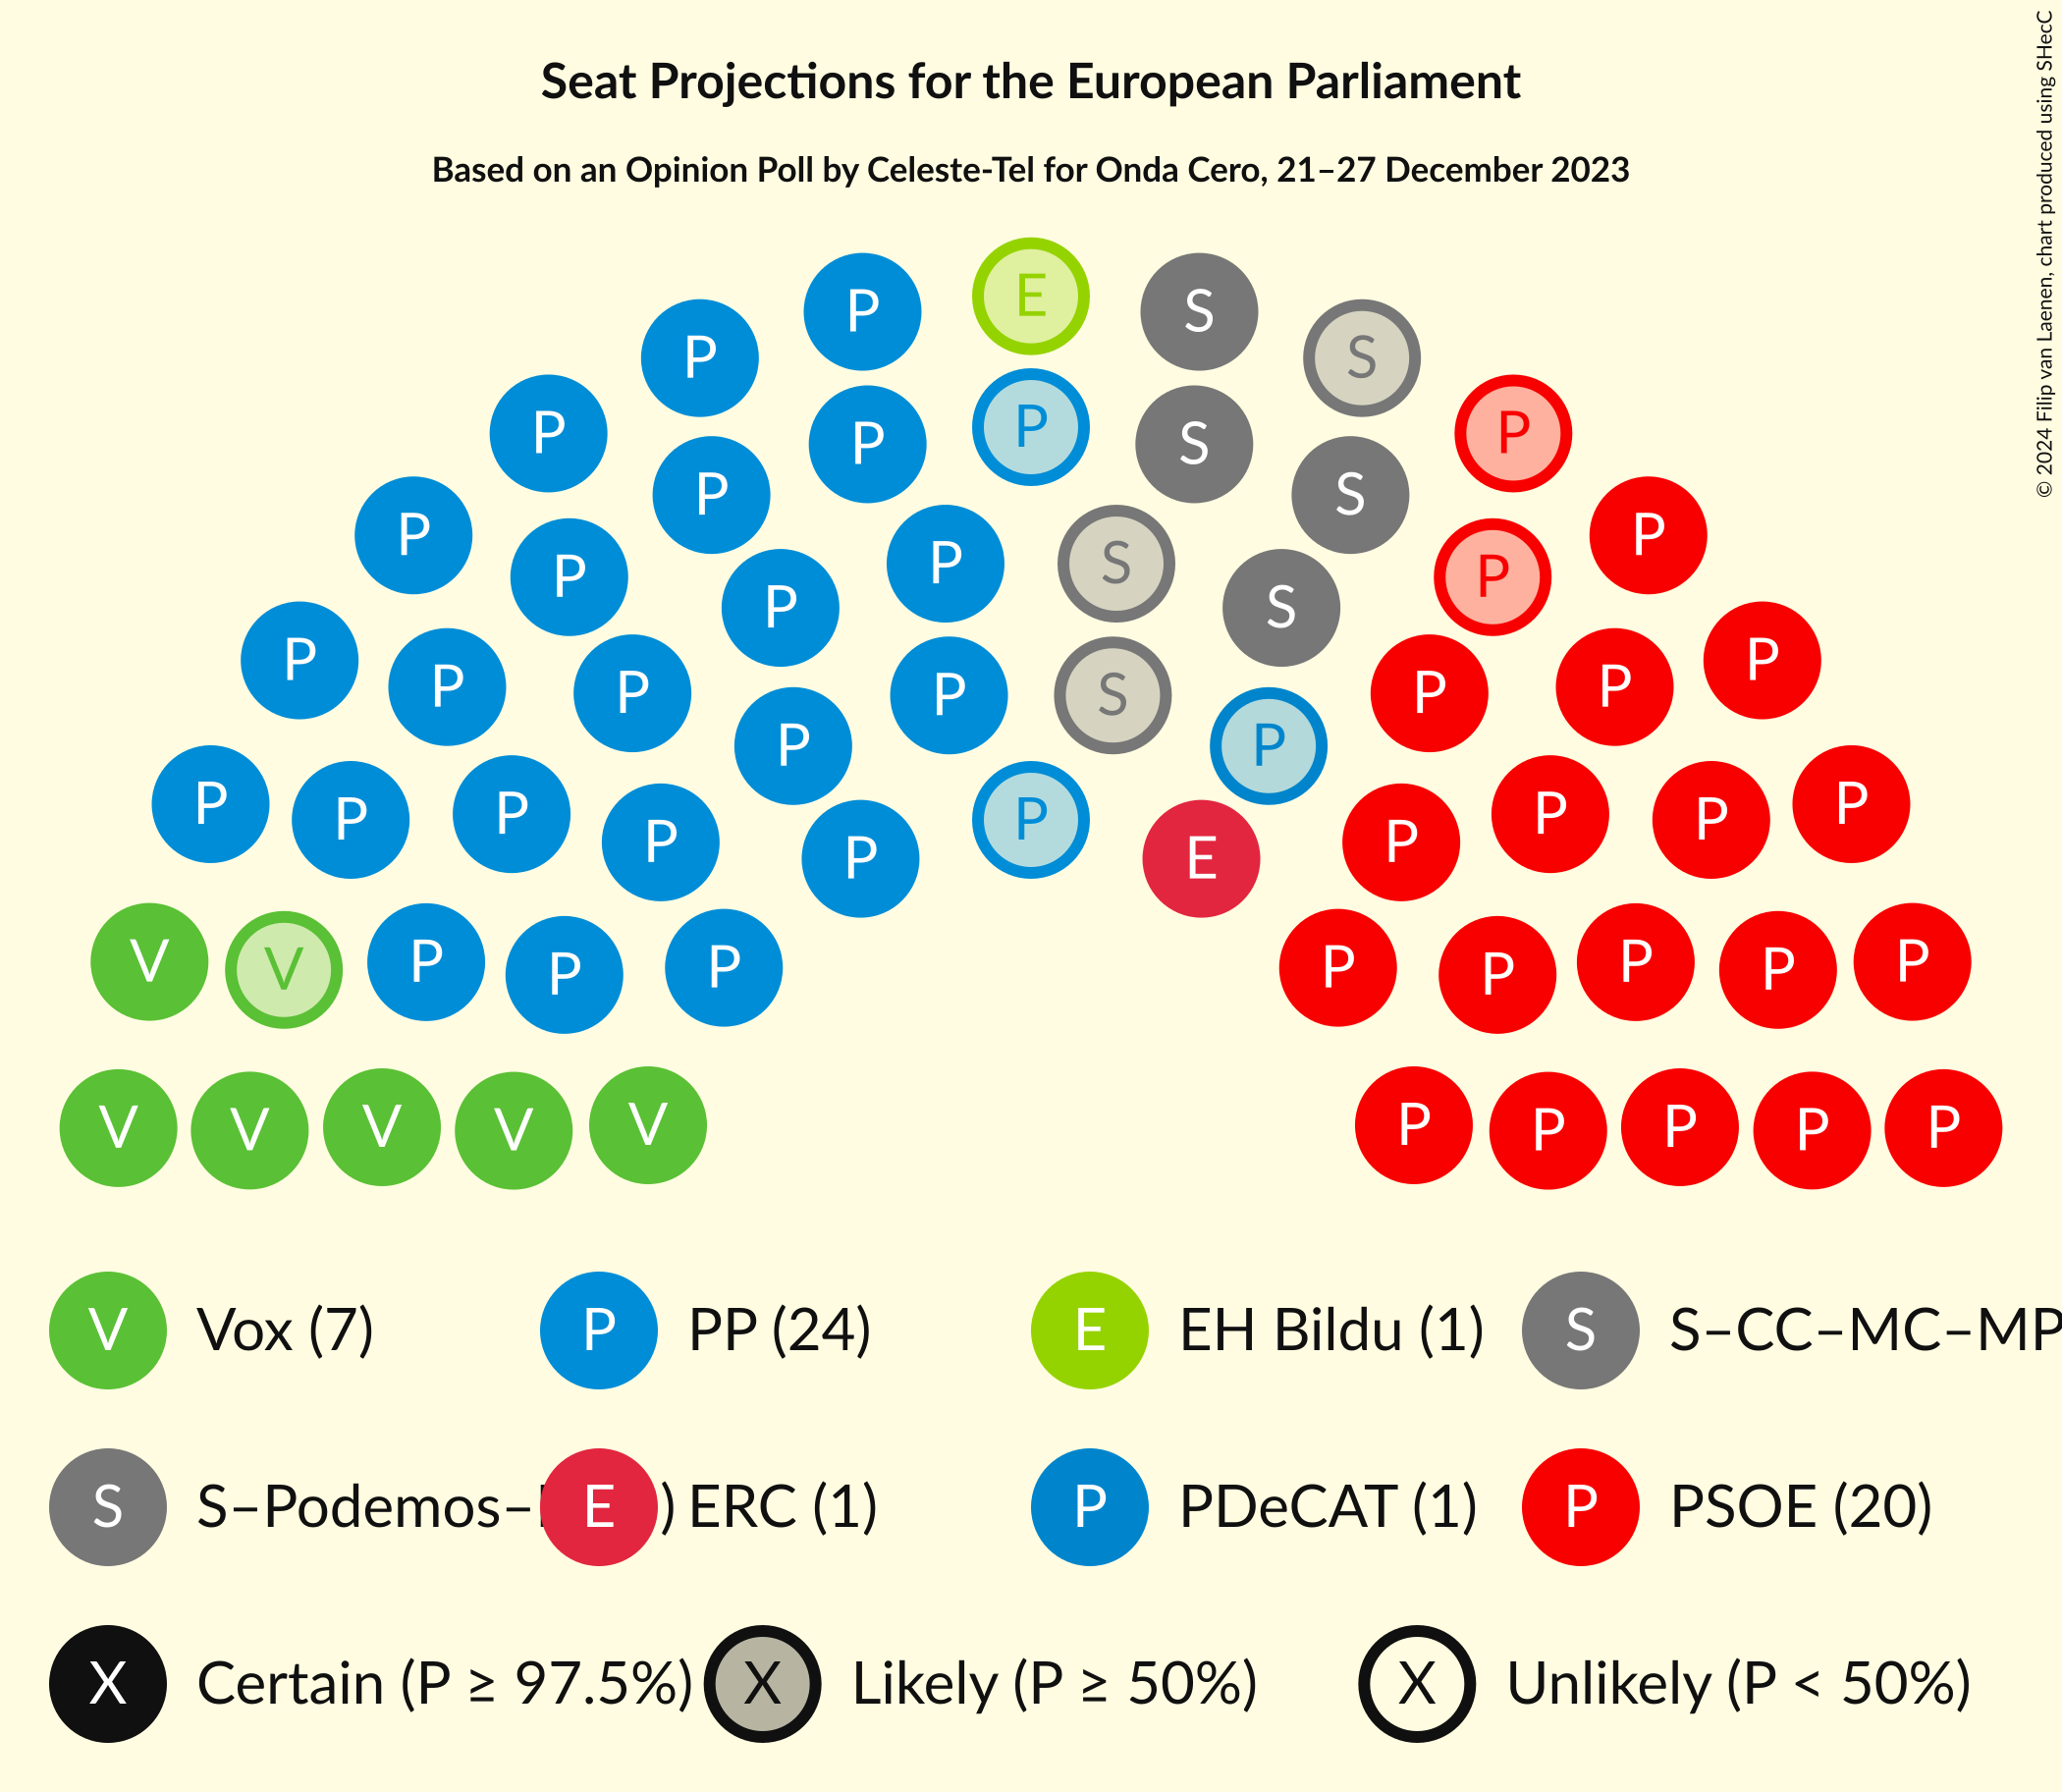 Seat Projections for the European Parliament
Based on an Opinion Poll by Celeste-Tel for Onda Cero, 21–27 December 2023
© 2024 Filip van Laenen, chart produced using SHecC
E
P S
P S
P P P
P S
P S
P P
P S
P P
P S
P P
P P P S P P
P P
P P P P P P P
P P E P
V V P P P P P P P P
V V V V V P P P P P
V Vox (7) P PP (24) E EH Bildu (1) S S–CC–MC–MP
S S–Podemos– ) E ERC (1) P PDeCAT (1) P PSOE (20)
X Certain (P ≥ 97.5%) X Likely (P ≥ 50%) X Unlikely (P < 50%)